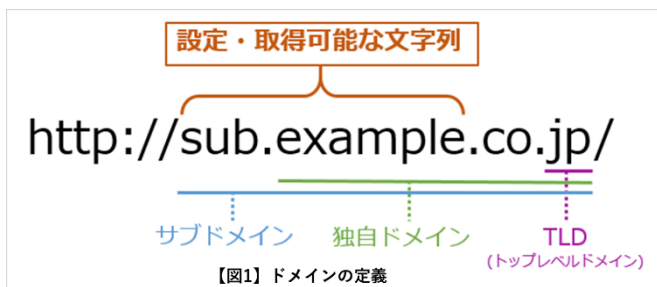 設定・取得可能な文字列
http://sub.example.co.jp/
サブドメイン 独自ドメイン TLD
(トップレベルドメイン)
【図1】ドメインの定義